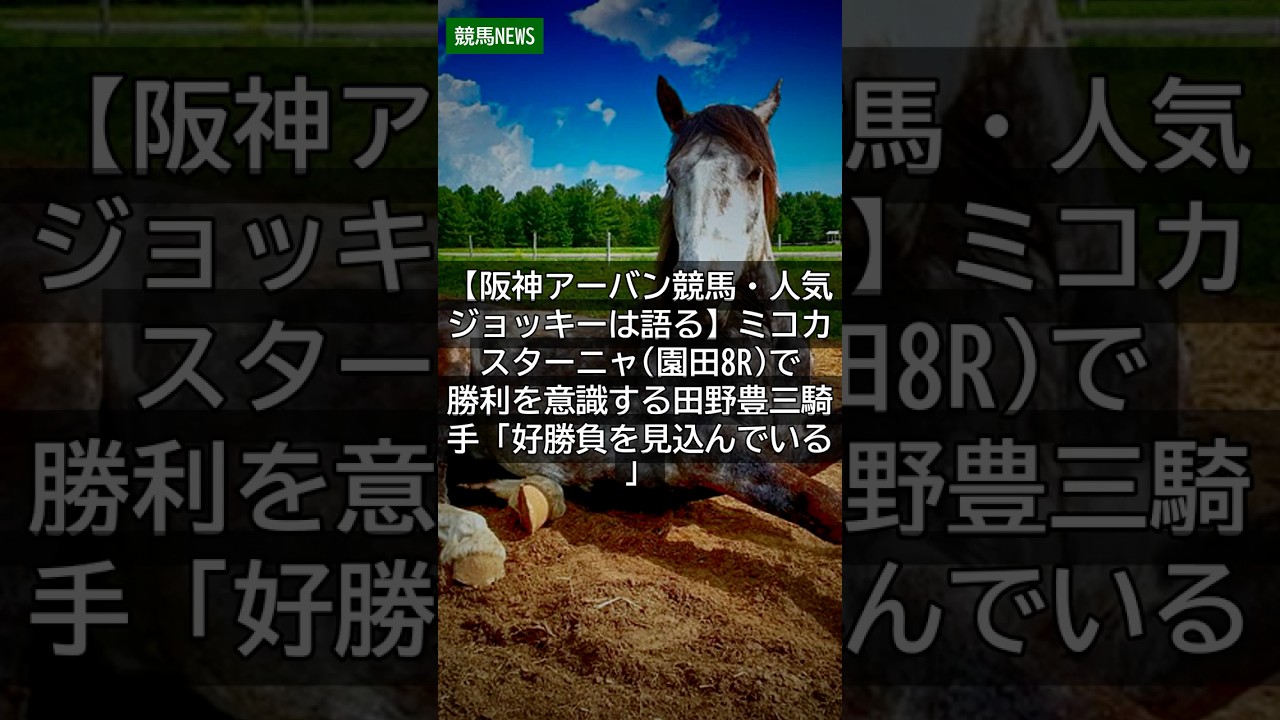 競馬NEWS
【阪神アーバン競馬・人気
ジョッキーは語る】ミコカ
スターニャ(園田8R)で
勝利を意識する田野豊三騎
手「好勝負を見込んでいる
」